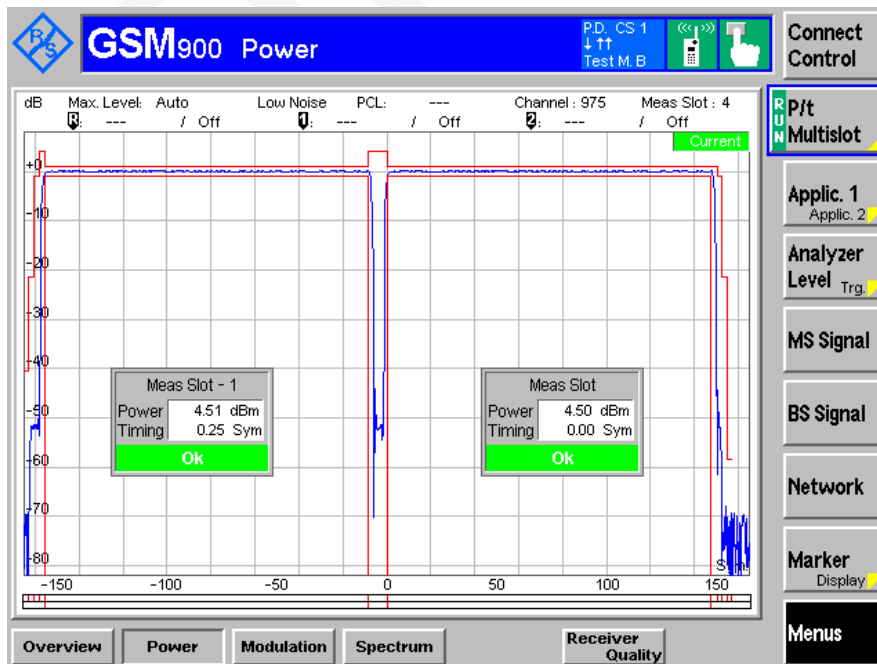 R&S
GSM900 Power
P.D. CS 1
Test M. B
Connect Control
dB Max. Level: Auto Low Noise PCL: --- Channel : 975 Meas Slot : 4
R: --- / Off 1: --- / Off 2: --- / Off
Current
RUN
P/t Multislot
Applic. 1
Applic. 2
Analyzer Level
Trg.
MS Signal
BS Signal
Network
Marker
Display
Menus
+0
-10
-20
-30
-40
-50
-60
-70
-80
Meas Slot - 1
Power 4.51 dBm
Timing 0.25 Sym
Ok
Meas Slot
Power 4.50 dBm
Timing 0.00 Sym
Ok
-150 -100 -50 0 50 100 150
Overview Power Modulation Spectrum Receiver Quality